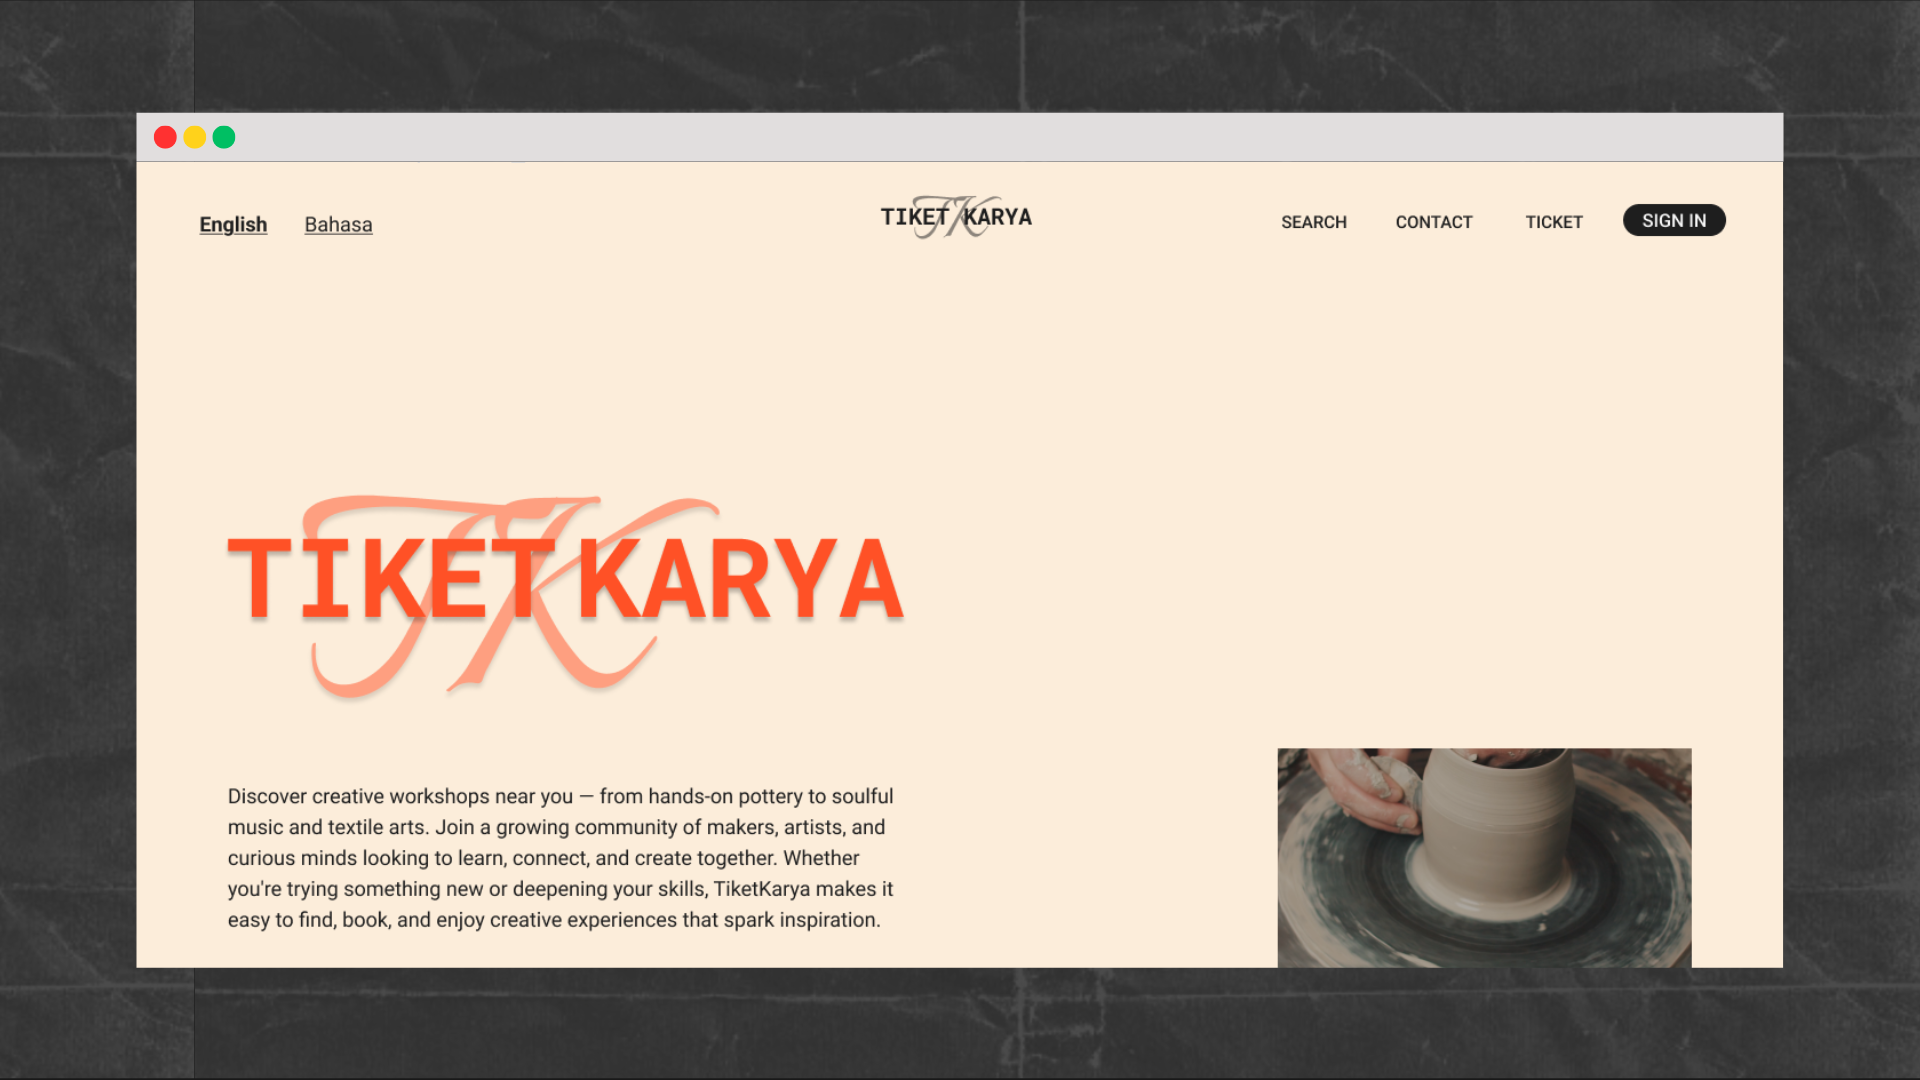 English
Bahasa
TIKET KARYA
TK
SEARCH
CONTACT
TICKET
SIGN IN
TIKET KARYA
TK
Discover creative workshops near you — from hands-on pottery to soulful
music and textile arts. Join a growing community of makers, artists, and
curious minds looking to learn, connect, and create together. Whether
you're trying something new or deepening your skills, TiketKarya makes it
easy to find, book, and enjoy creative experiences that spark inspiration.